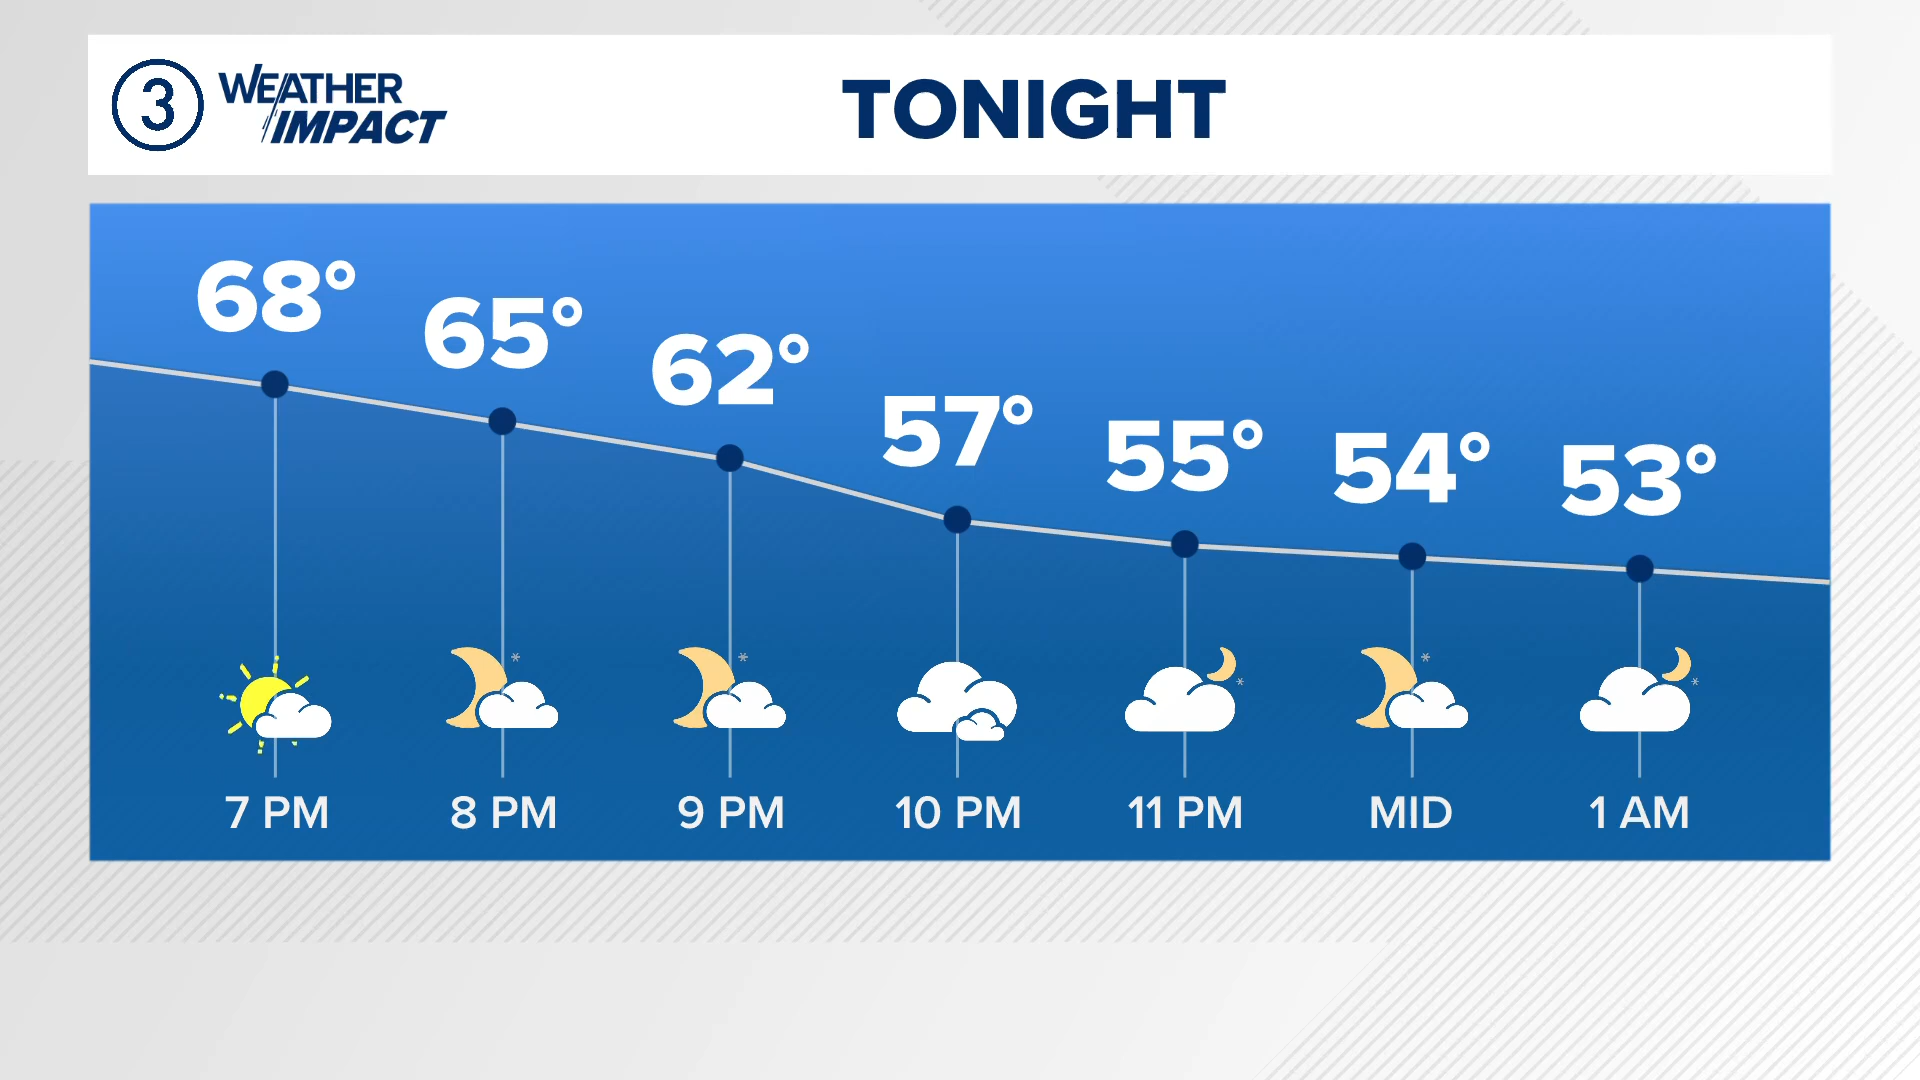 3 WEATHER
IMPACT
TONIGHT
68° 65° 62° 57° 55° 54° 53°
7 PM 8 PM 9 PM 10 PM 11 PM MID 1 AM